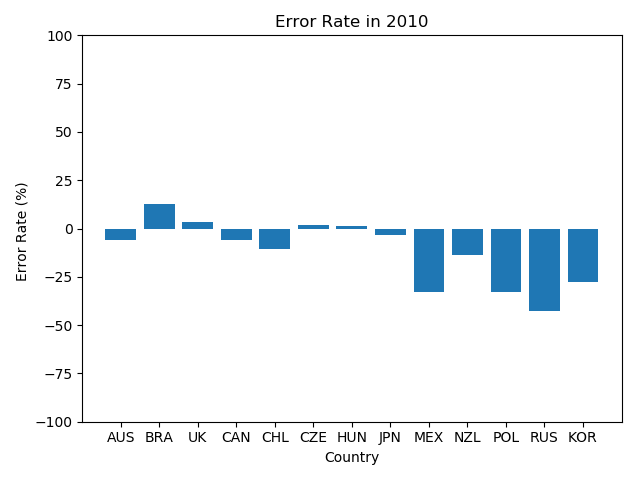 Error Rate in 2010
100
75
50
25
0
−25
−50
−75
−100
Error Rate (%)
AUS BRA UK CAN CHL CZE HUN JPN MEX NZL POL RUS KOR
Country